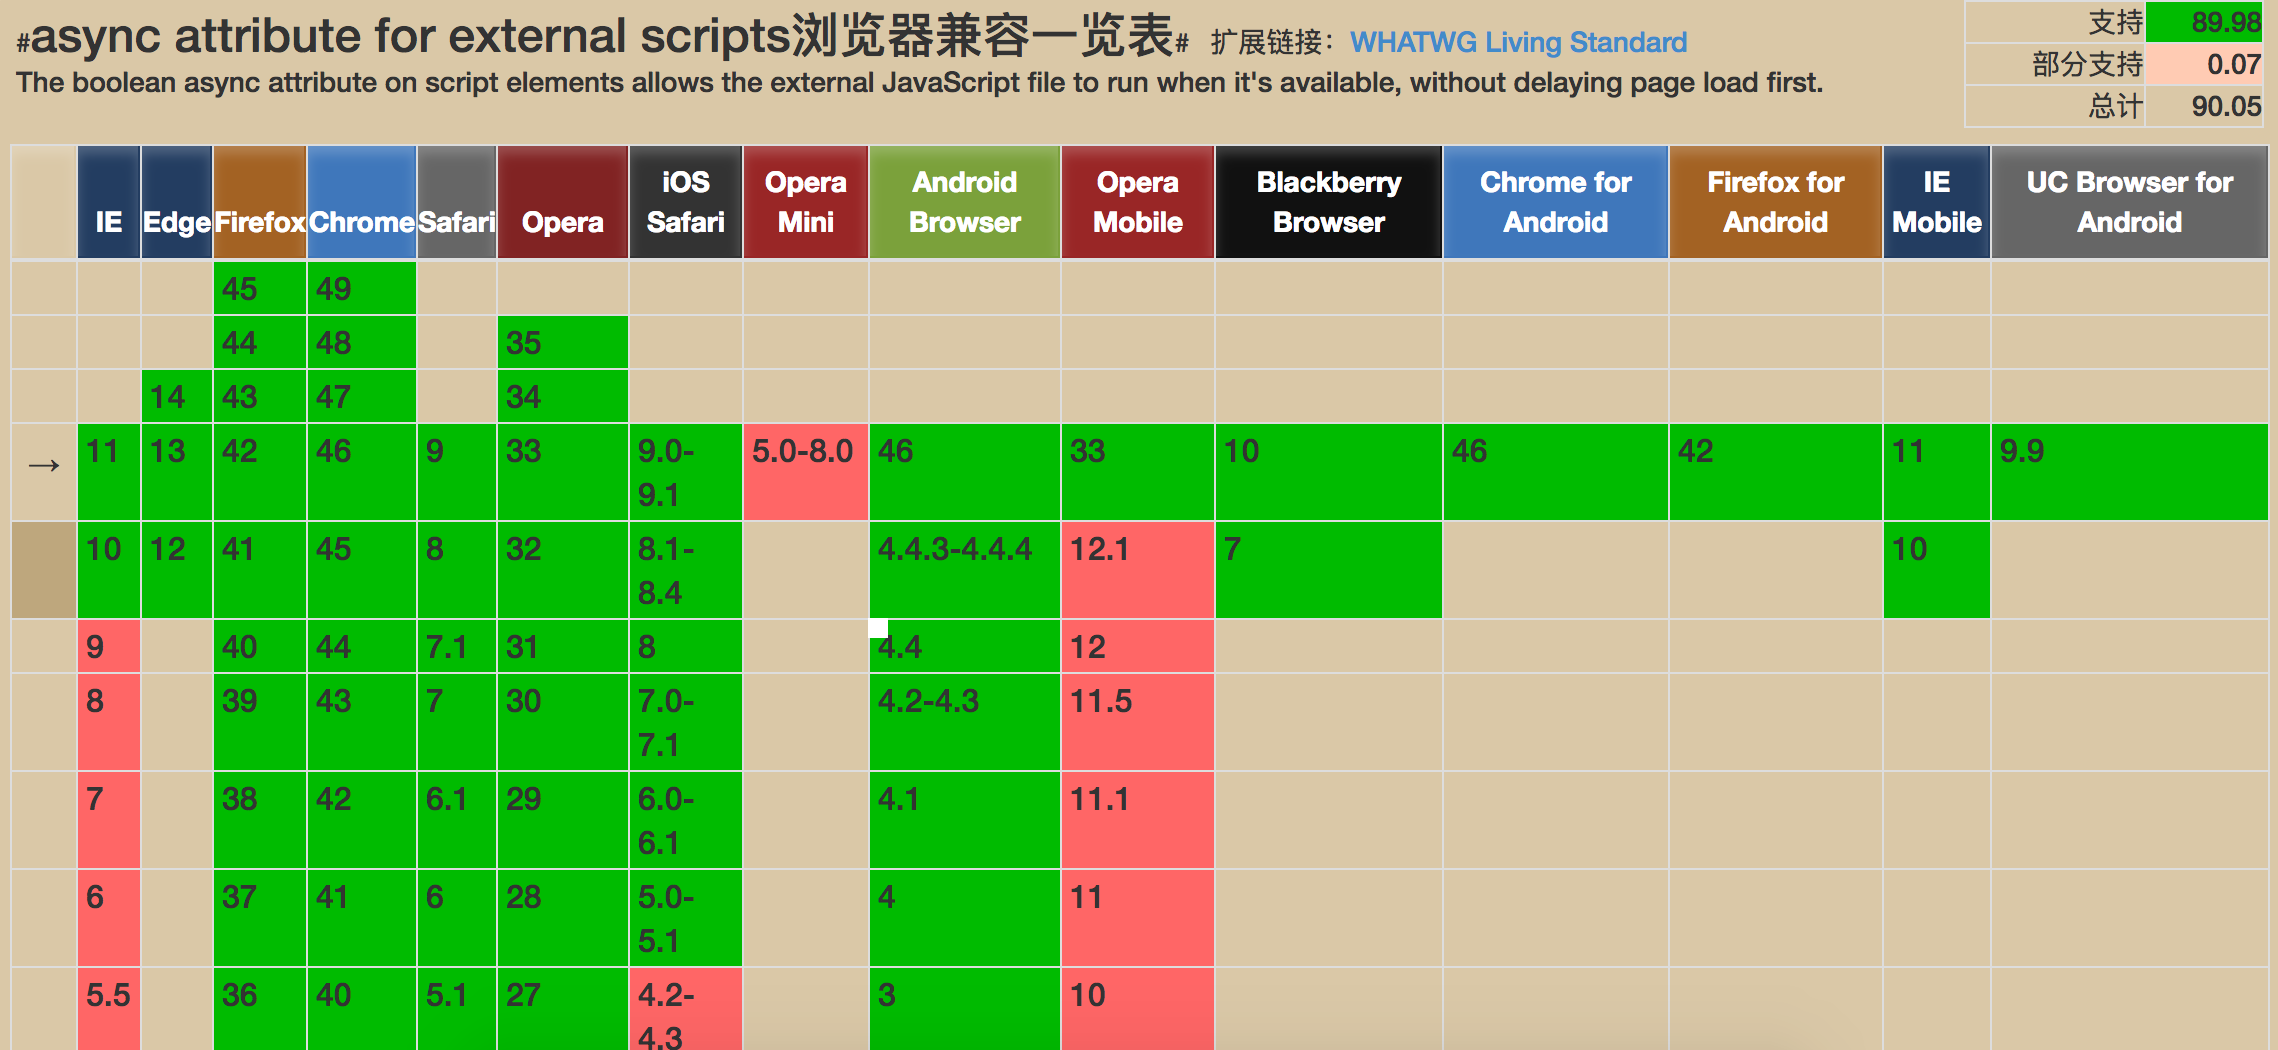 #async attribute for external scripts浏览器兼容一览表# 扩展链接：WHATWG Living Standard
The boolean async attribute on script elements allows the external JavaScript file to run when it's available, without delaying page load first.
支持 89.98
部分支持 0.07
总计 90.05
IE Edge Firefox Chrome Safari Opera iOS Safari Opera Mini Android Browser Opera Mobile Blackberry Browser Chrome for Android Firefox for Android IE Mobile UC Browser for Android
45 49
44 48 35
14 43 47 34
→ 11 13 42 46 9 33 9.0-9.1 5.0-8.0 46 33 10 46 42 11 9.9
10 12 41 45 8 32 8.1-8.4 4.4.3-4.4.4 12.1 7 10
9 40 44 7.1 31 8 4.4 12
8 39 43 7 30 7.0-7.1 4.2-4.3 11.5
7 38 42 6.1 29 6.0-6.1 4.1 11.1
6 37 41 6 28 5.0-5.1 4 11
5.5 36 40 5.1 27 4.2-4.3 3 10